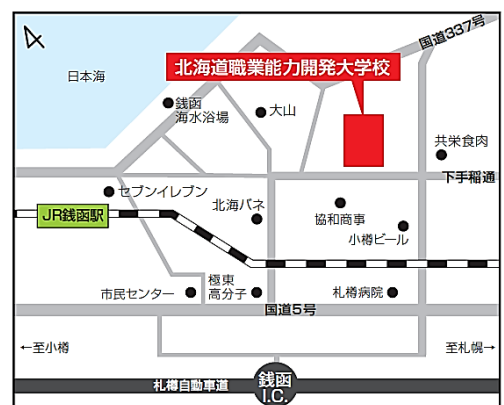 国道337号
日本海
北海道職業能力開発大学校
銭函
海水浴場
大山
共栄食肉
下手稲通
セブンイレブン
JR銭函駅
北海バネ
協和商事
小樽ビール
市民センター
極東
高分子
札樽病院
国道5号
←至小樽
至札幌→
札樽自動車道
銭函
I.C.